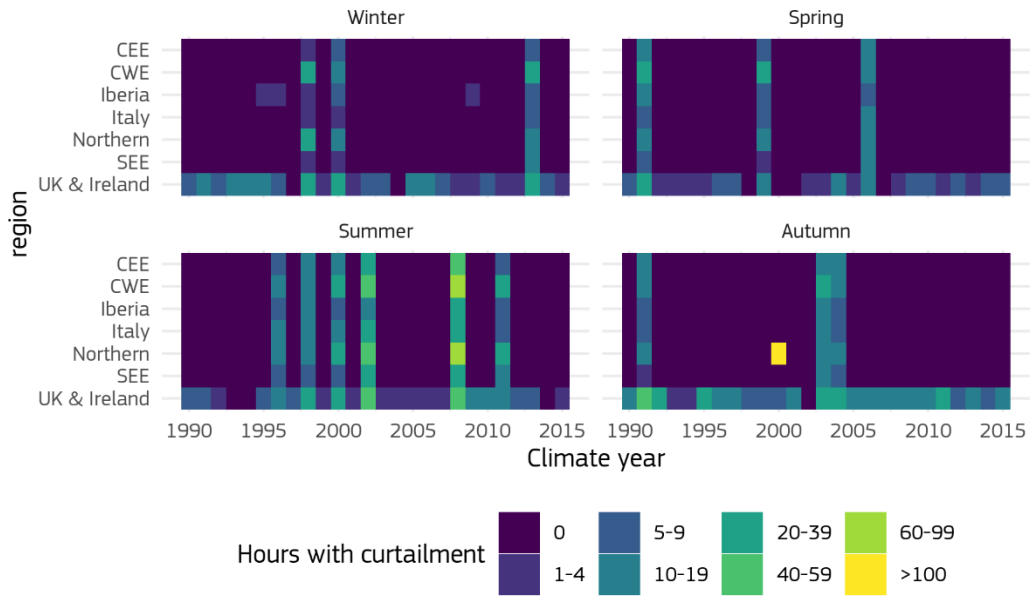 Winter
Spring
CEE
CWE
Iberia
Italy
Northern
SEE
UK & Ireland
region
Summer
Autumn
CEE
CWE
Iberia
Italy
Northern
SEE
UK & Ireland
1990 1995 2000 2005 2010 2015
1990 1995 2000 2005 2010 2015
Climate year
Hours with curtailment
0 5-9 20-39 60-99
1-4 10-19 40-59 >100